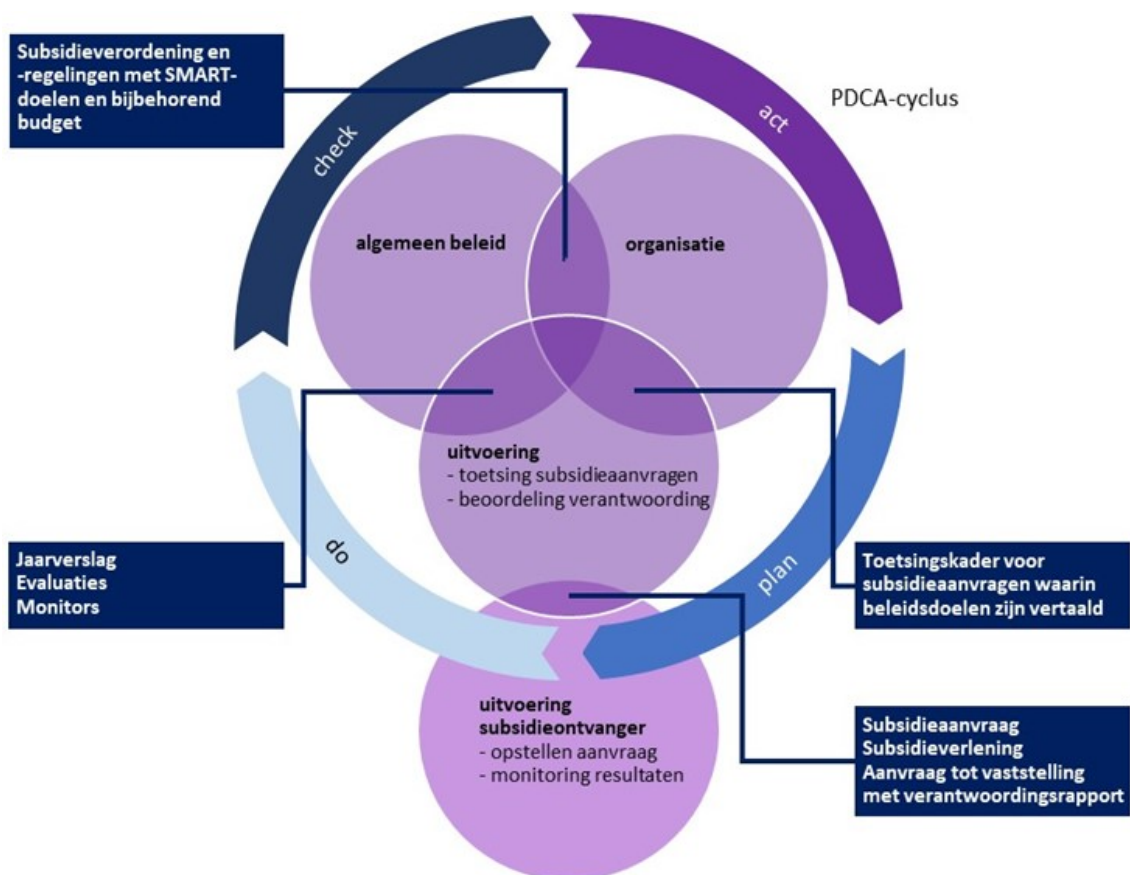 Subsidieverordening en
-regelingen met SMART-
doelen en bijbehorend
budget
PDCA-cyclus
check
act
algemeen beleid
organisatie
uitvoering
- toetsing subsidieaanvragen
- beoordeling verantwoording
do
plan
Jaarverslag
Evaluaties
Monitors
Toetsingskader voor
subsidieaanvragen waarin
beleidsdoelen zijn vertaald
uitvoering
subsidieontvanger
- opstellen aanvraag
- monitoring resultaten
Subsidieaanvraag
Subsidieverlening
Aanvraag tot vaststelling
met verantwoordingsrapport